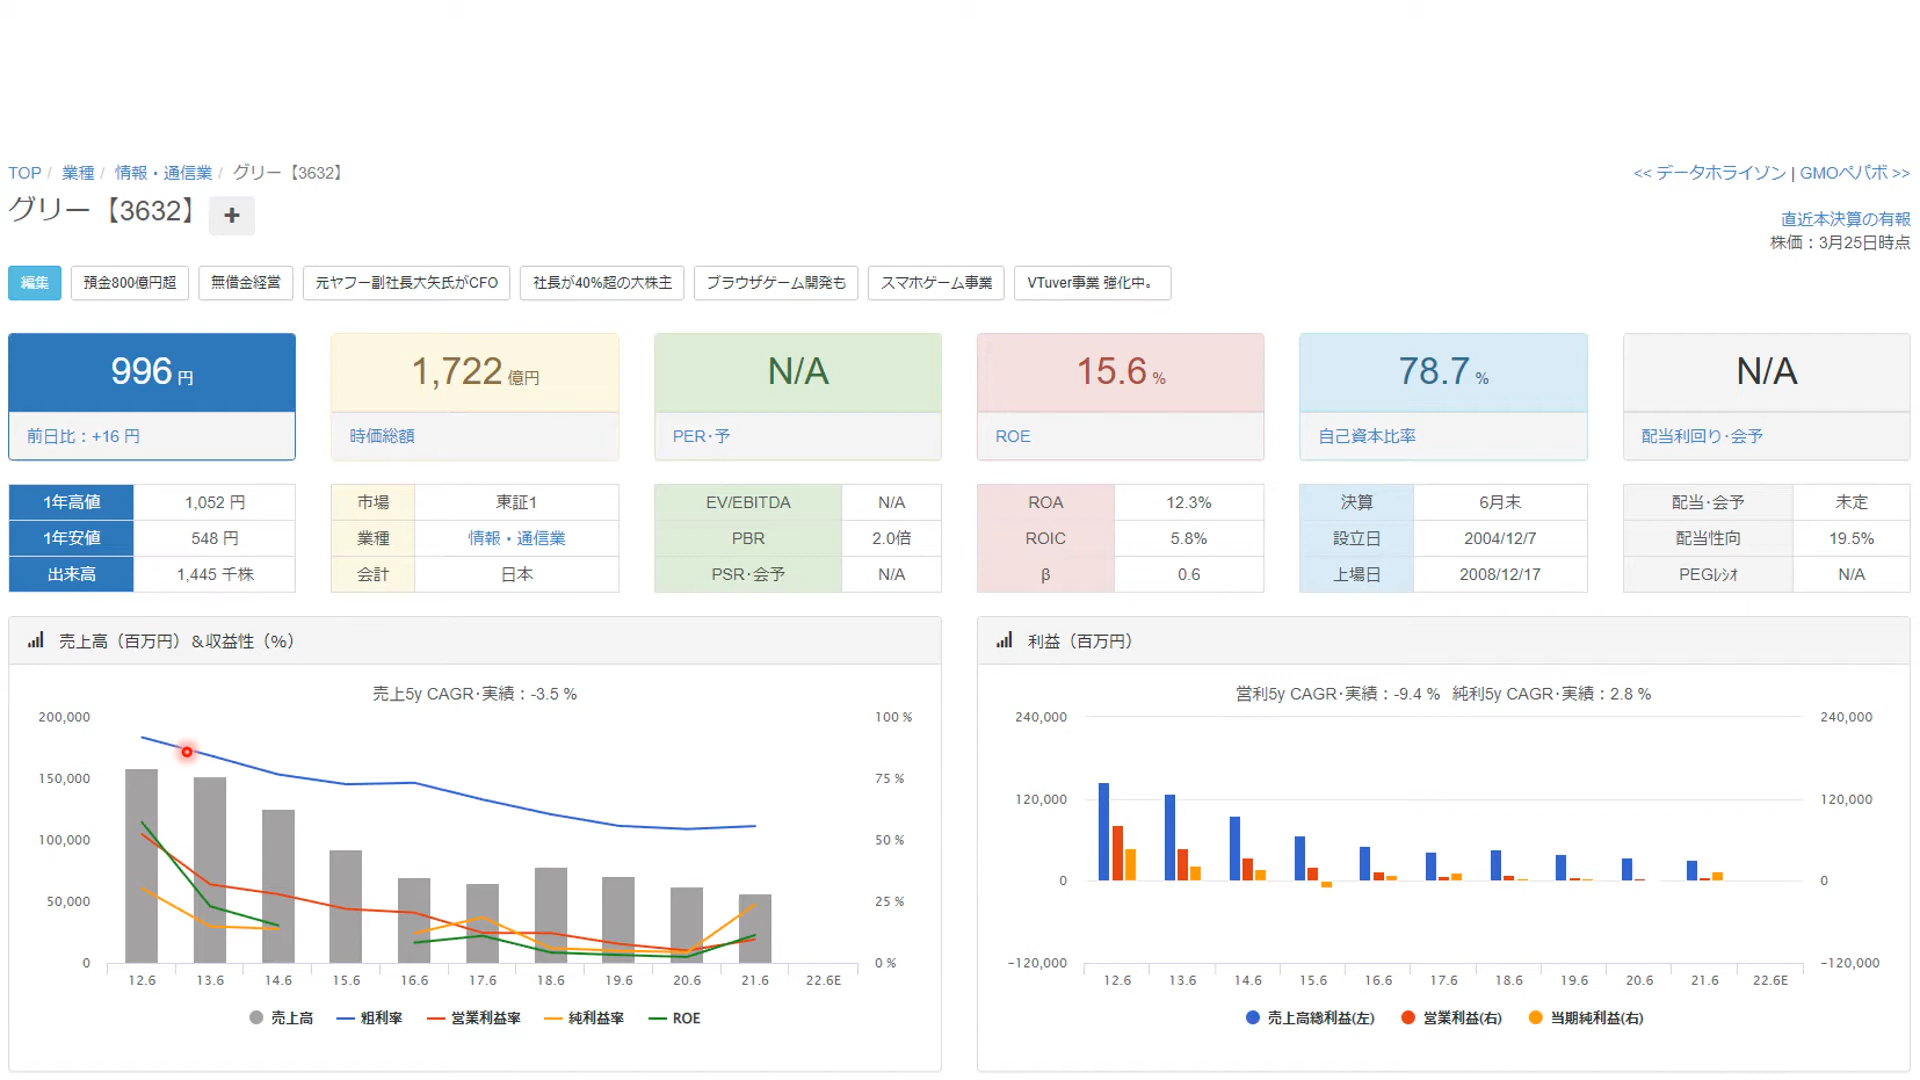 TOP / 業種 / 情報・通信業 / グリー【3632】
<< データホライゾン | GMOペパボ >>
グリー【3632】 +
直近本決算の有報
株価：3月25日時点
編集 預金800億円超 無借金経営 元ヤフー副社長大矢氏がCFO 社長が40%超の大株主 ブラウザゲーム開発も スマホゲーム事業 VTuver事業 強化中。
996 円
前日比：+16 円
1,722 億円
時価総額
N/A
PER･予
15.6 %
ROE
78.7 %
自己資本比率
N/A
配当利回り･会予
1年高値 1,052 円
1年安値 548 円
出来高 1,445 千株
市場 東証1
業種 情報・通信業
会計 日本
EV/EBITDA N/A
PBR 2.0倍
PSR･会予 N/A
ROA 12.3%
ROIC 5.8%
β 0.6
決算 6月末
設立日 2004/12/7
上場日 2008/12/17
配当･会予 未定
配当性向 19.5%
PEGﾚｼｵ N/A
売上高（百万円）＆収益性（%）
売上5y CAGR･実績：-3.5 %
200,000 100 %
150,000 75 %
100,000 50 %
50,000 25 %
0 0 %
12.6 13.6 14.6 15.6 16.6 17.6 18.6 19.6 20.6 21.6 22.6E
売上高 粗利率 営業利益率 純利益率 ROE
利益（百万円）
営利5y CAGR･実績：-9.4 % 純利5y CAGR･実績：2.8 %
240,000 240,000
120,000 120,000
0 0
-120,000 -120,000
12.6 13.6 14.6 15.6 16.6 17.6 18.6 19.6 20.6 21.6 22.6E
売上高総利益(左) 営業利益(右) 当期純利益(右)